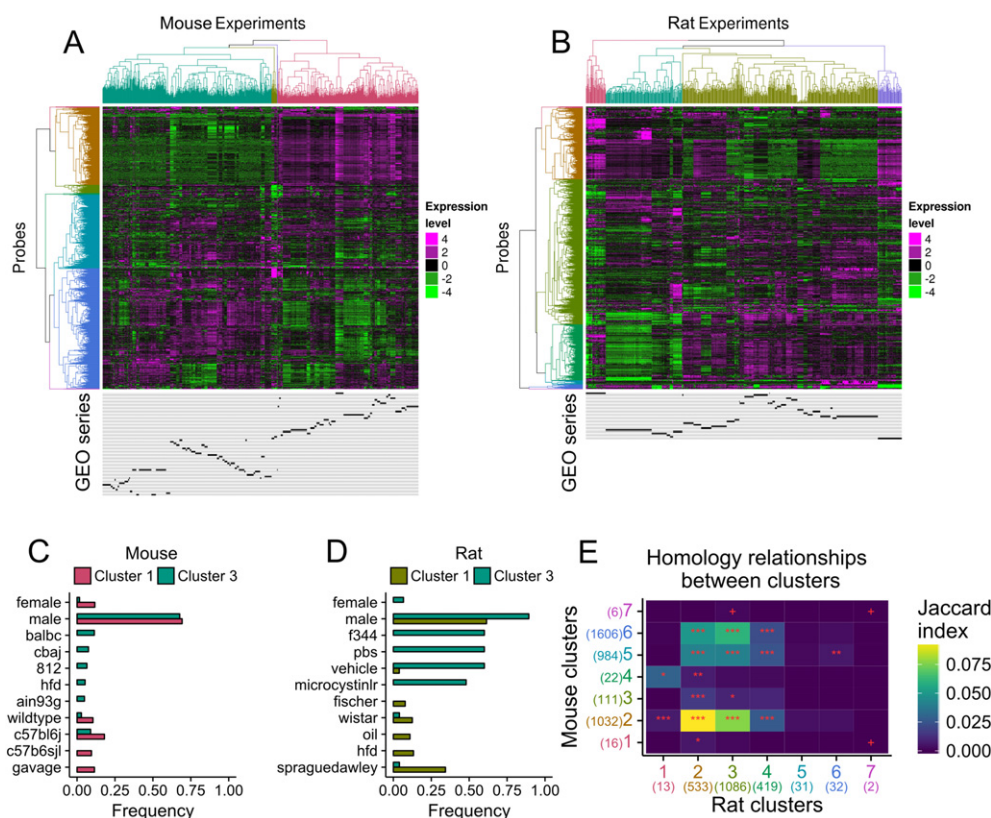 Mouse Experiments
A
Probes
Expression
level
4
2
0
-2
-4
GEO series
Rat Experiments
B
Probes
Expression
level
4
2
0
-2
-4
GEO series
C
Mouse
Cluster 1 Cluster 3
female
male
balbc
cbaj
812
hfd
ain93g
wildtype
c57bl6j
c57b6sjl
gavage
0.00 0.25 0.50 0.75 1.00
Frequency
D
Rat
Cluster 1 Cluster 3
female
male
f344
pbs
vehicle
microcystinlr
fischer
wistar
oil
hfd
spraguedawley
0.00 0.25 0.50 0.75 1.00
Frequency
E
Homology relationships
between clusters
Mouse clusters
(6)7 + +
(1606)6 *** *** ***
(984)5 *** *** *** **
(22)4 * **
(111)3 *** *
(1032)2 *** *** *** ***
(16)1 * +
1 2 3 4 5 6 7
(13) (533) (1086) (419) (31) (32) (2)
Rat clusters
Jaccard
index
0.075
0.050
0.025
0.000